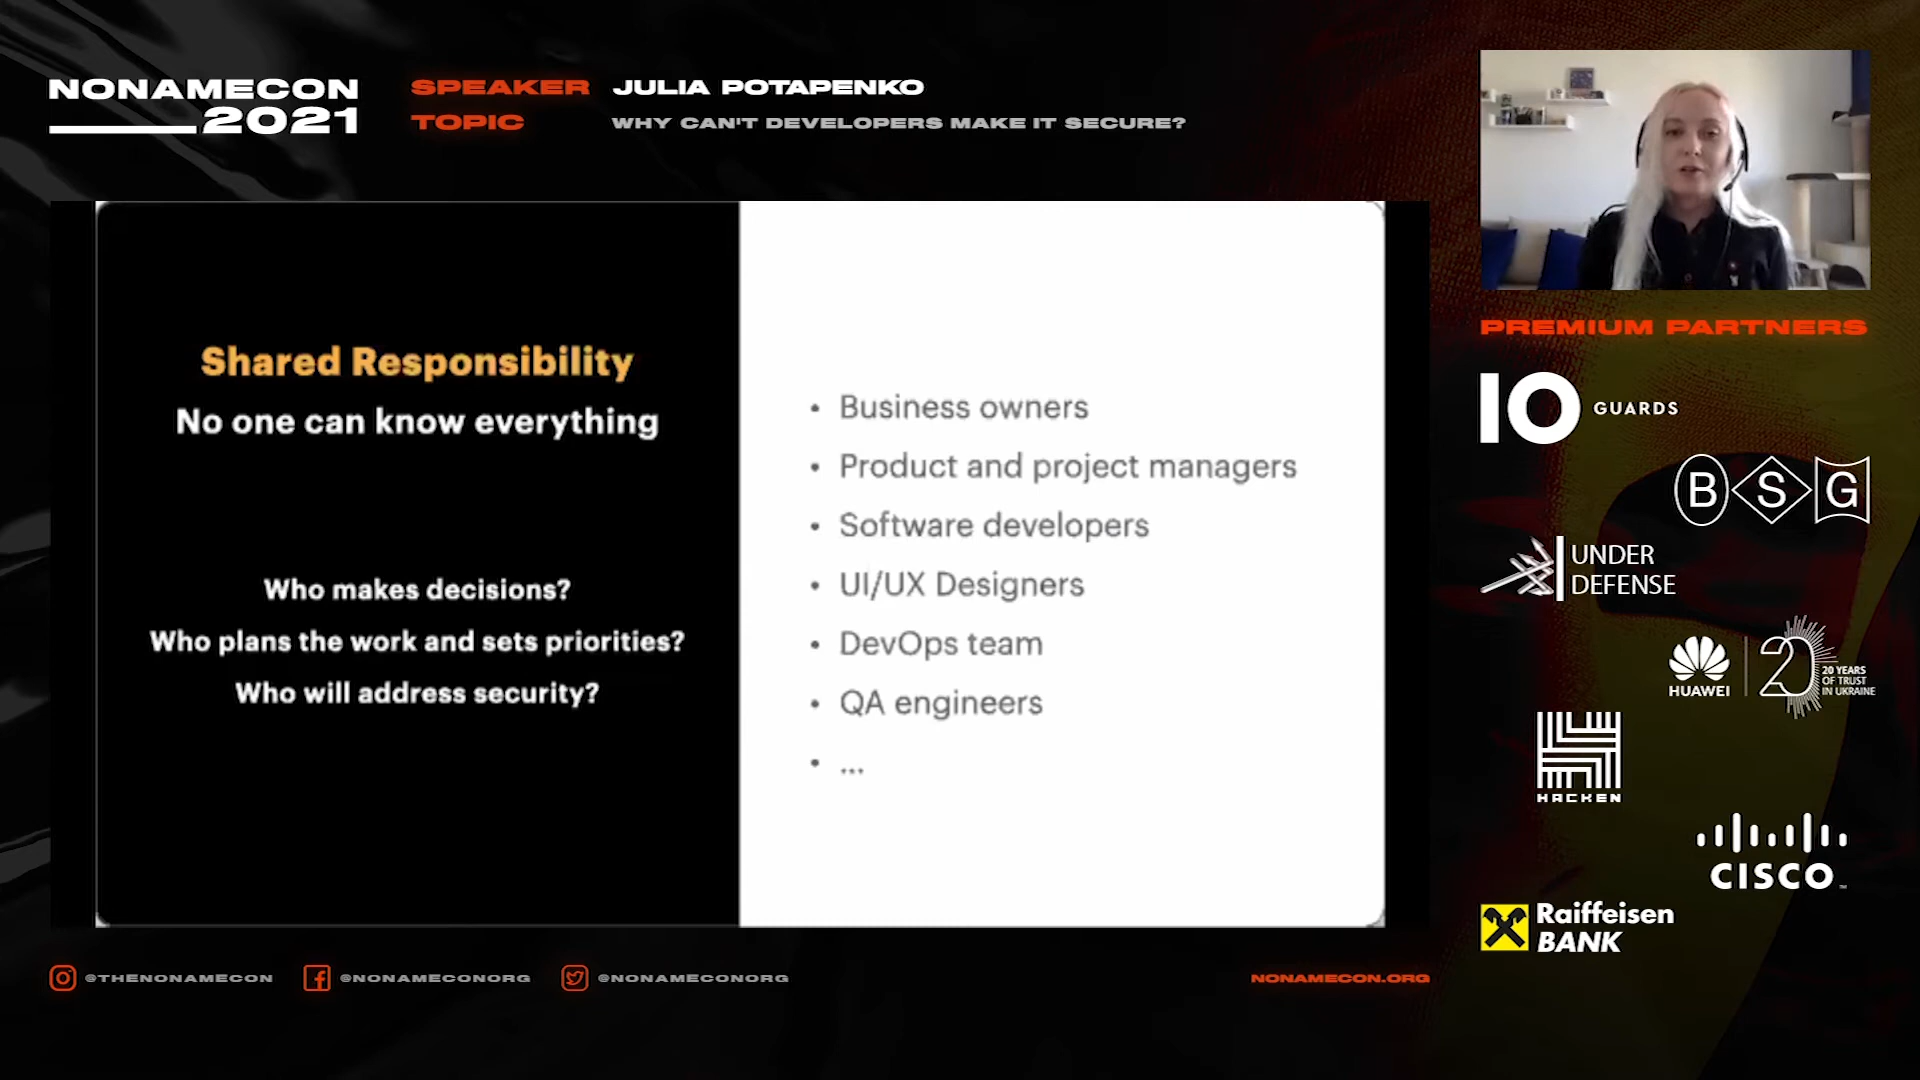 NONAMECON
2021
SPEAKER JULIA POTAPENKO
TOPIC WHY CAN'T DEVELOPERS MAKE IT SECURE?
Shared Responsibility
No one can know everything
Who makes decisions?
Who plans the work and sets priorities?
Who will address security?
• Business owners
• Product and project managers
• Software developers
• UI/UX Designers
• DevOps team
• QA engineers
• ...
PREMIUM PARTNERS
IO GUARDS
BSG
UNDER
DEFENSE
HUAWEI
20
20 YEARS
OF TRUST
IN UKRAINE
HACKEN
CISCO
Raiffeisen
BANK
@THENONAMECON @NONAMECONORG @NONAMECONORG
NONAMECON.ORG